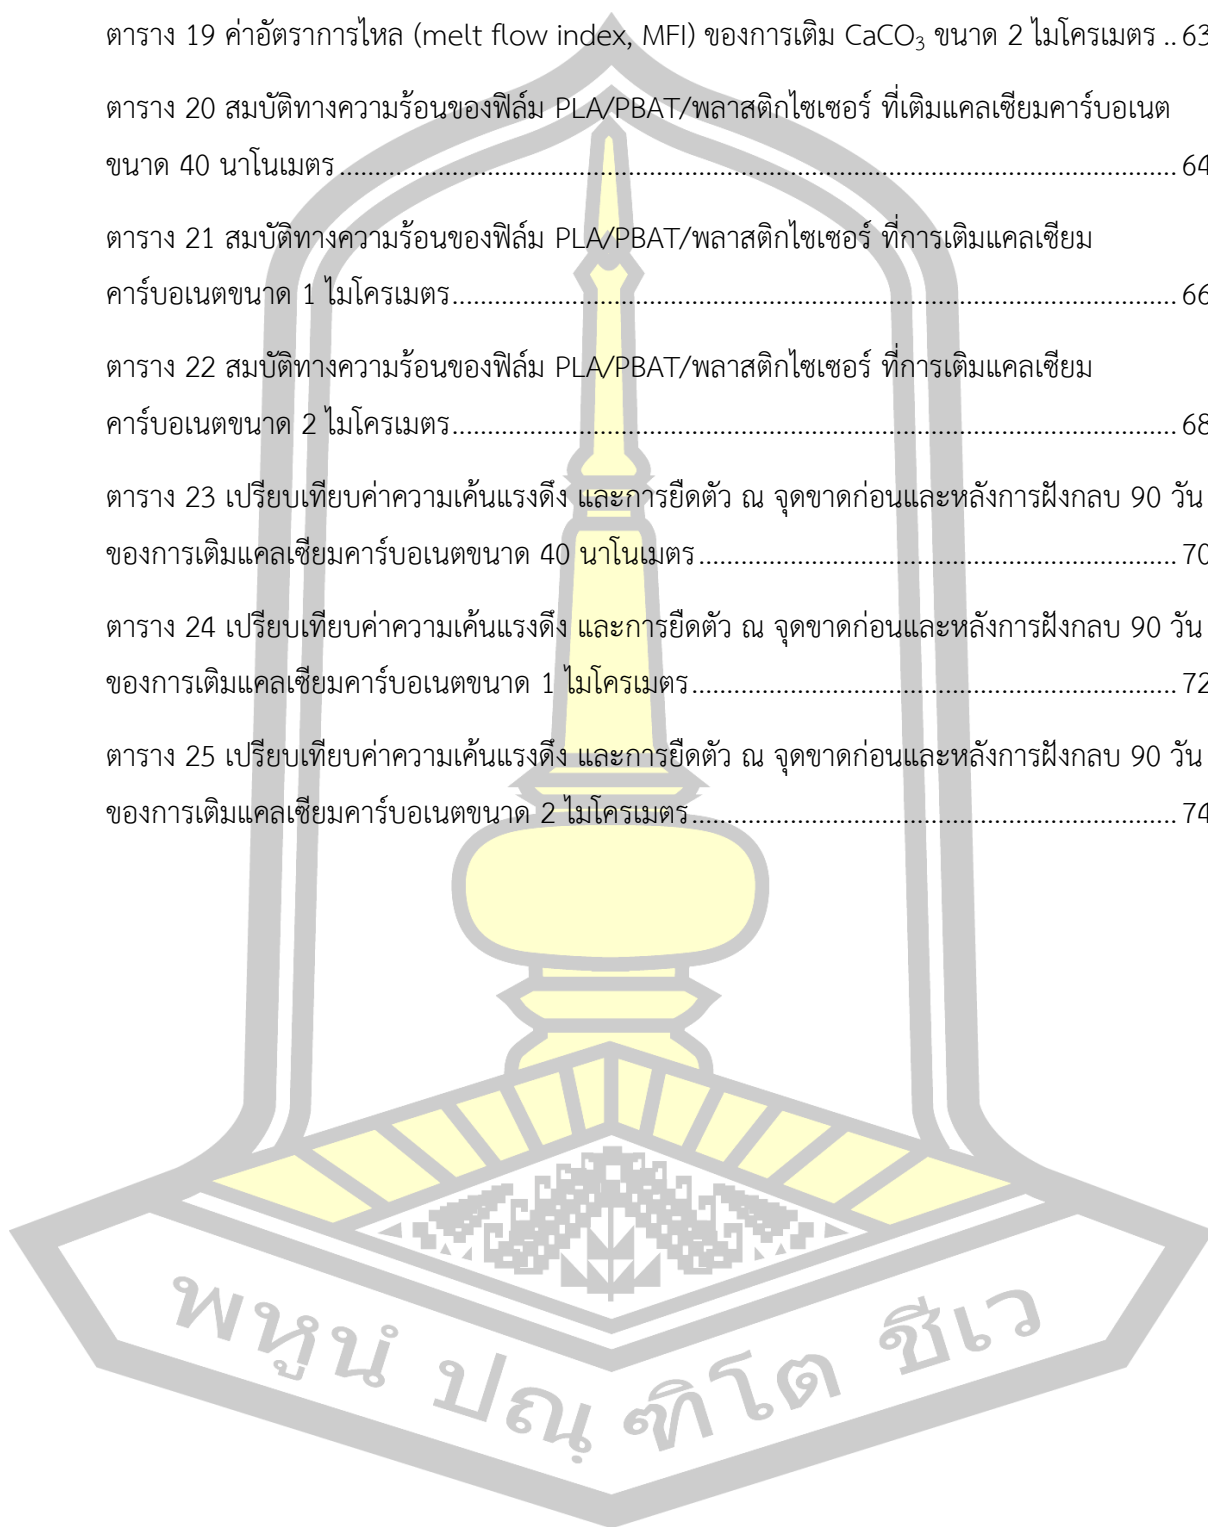 ตาราง 19 ค่าอัตราการไหล (melt flow index, MFI) ของการเติม CaCO₃ ขนาด 2 ไมโครเมตร .. 63
ตาราง 20 สมบัติทางความร้อนของฟิล์ม PLA/PBAT/พลาสติกไซเซอร์ ที่เติมแคลเซียมคาร์บอเนต
ขนาด 40 นาโนเมตร ........................................................................................................ 64
ตาราง 21 สมบัติทางความร้อนของฟิล์ม PLA/PBAT/พลาสติกไซเซอร์ ที่การเติมแคลเซียม
คาร์บอเนตขนาด 1 ไมโครเมตร........................................................................................... 66
ตาราง 22 สมบัติทางความร้อนของฟิล์ม PLA/PBAT/พลาสติกไซเซอร์ ที่การเติมแคลเซียม
คาร์บอเนตขนาด 2 ไมโครเมตร........................................................................................... 68
ตาราง 23 เปรียบเทียบค่าความเค้นแรงดึง และการยืดตัว ณ จุดขาดก่อนและหลังการฝังกลบ 90 วัน
ของการเติมแคลเซียมคาร์บอเนตขนาด 40 นาโนเมตร ............................................................ 70
ตาราง 24 เปรียบเทียบค่าความเค้นแรงดึง และการยืดตัว ณ จุดขาดก่อนและหลังการฝังกลบ 90 วัน
ของการเติมแคลเซียมคาร์บอเนตขนาด 1 ไมโครเมตร............................................................. 72
ตาราง 25 เปรียบเทียบค่าความเค้นแรงดึง และการยืดตัว ณ จุดขาดก่อนและหลังการฝังกลบ 90 วัน
ของการเติมแคลเซียมคาร์บอเนตขนาด 2 ไมโครเมตร............................................................. 74
พหูนํ ปณฺฑิโต ชีเว